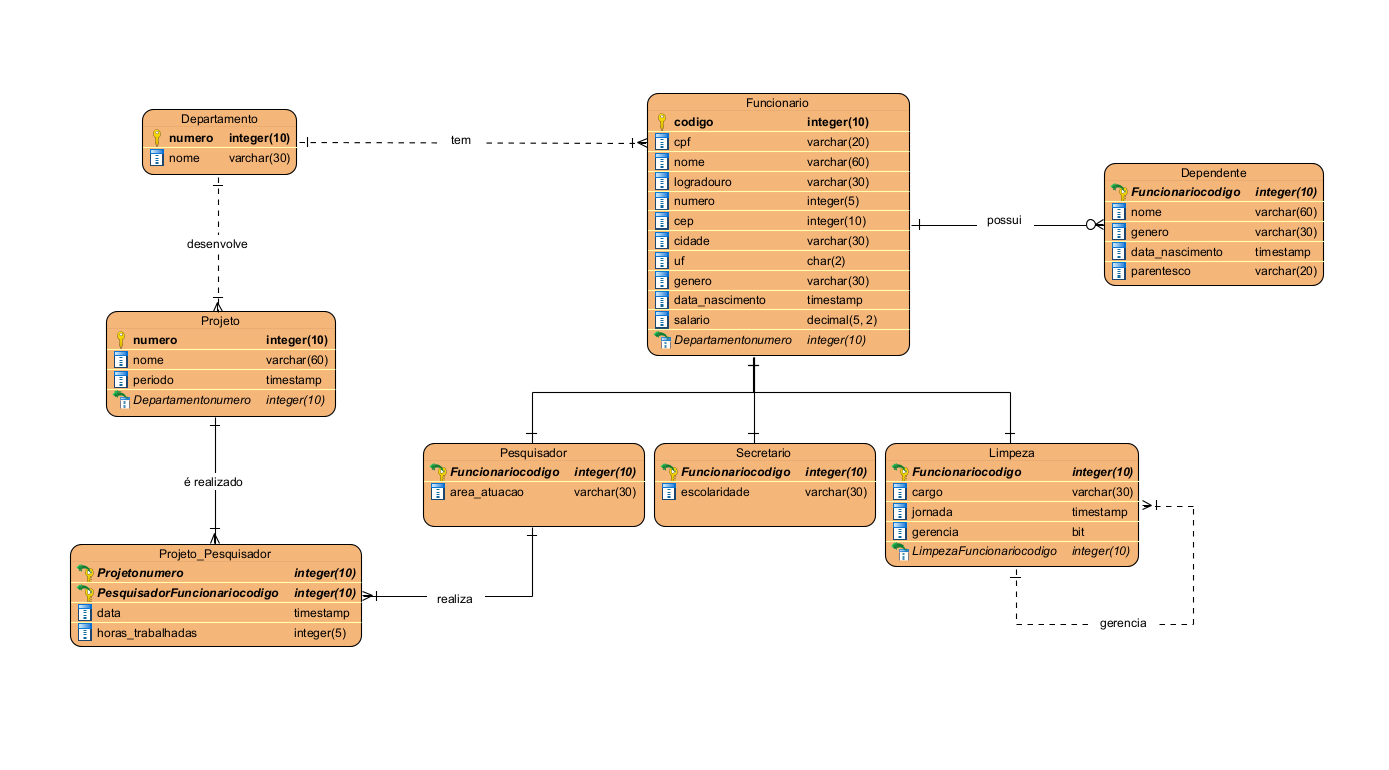 Departamento
numero integer(10)
nome varchar(30)
tem
Funcionario
codigo integer(10)
cpf varchar(20)
nome varchar(60)
logradouro varchar(30)
numero integer(5)
cep integer(10)
cidade varchar(30)
uf char(2)
genero varchar(30)
data_nascimento timestamp
salario decimal(5, 2)
Departamentonumero integer(10)
possui
Dependente
Funcionariocodigo integer(10)
nome varchar(60)
genero varchar(30)
data_nascimento timestamp
parentesco varchar(20)
desenvolve
Projeto
numero integer(10)
nome varchar(60)
periodo timestamp
Departamentonumero integer(10)
é realizado
Pesquisador
Funcionariocodigo integer(10)
area_atuacao varchar(30)
Secretario
Funcionariocodigo integer(10)
escolaridade varchar(30)
Limpeza
Funcionariocodigo integer(10)
cargo varchar(30)
jornada timestamp
gerencia bit
LimpezaFuncionariocodigo integer(10)
Projeto_Pesquisador
Projetonumero integer(10)
PesquisadorFuncionariocodigo integer(10)
data timestamp
horas_trabalhadas integer(5)
realiza
gerencia